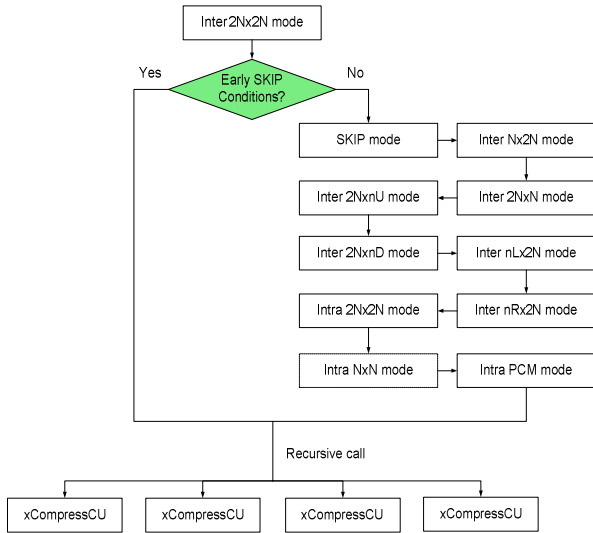 Inter 2Nx2N mode
Yes
Early SKIP
Conditions?
No
SKIP mode
Inter Nx2N mode
Inter 2NxnU mode
Inter 2NxN mode
Inter 2NxnD mode
Inter nLx2N mode
Intra 2Nx2N mode
Inter nRx2N mode
Intra NxN mode
Intra PCM mode
Recursive call
xCompressCU
xCompressCU
xCompressCU
xCompressCU